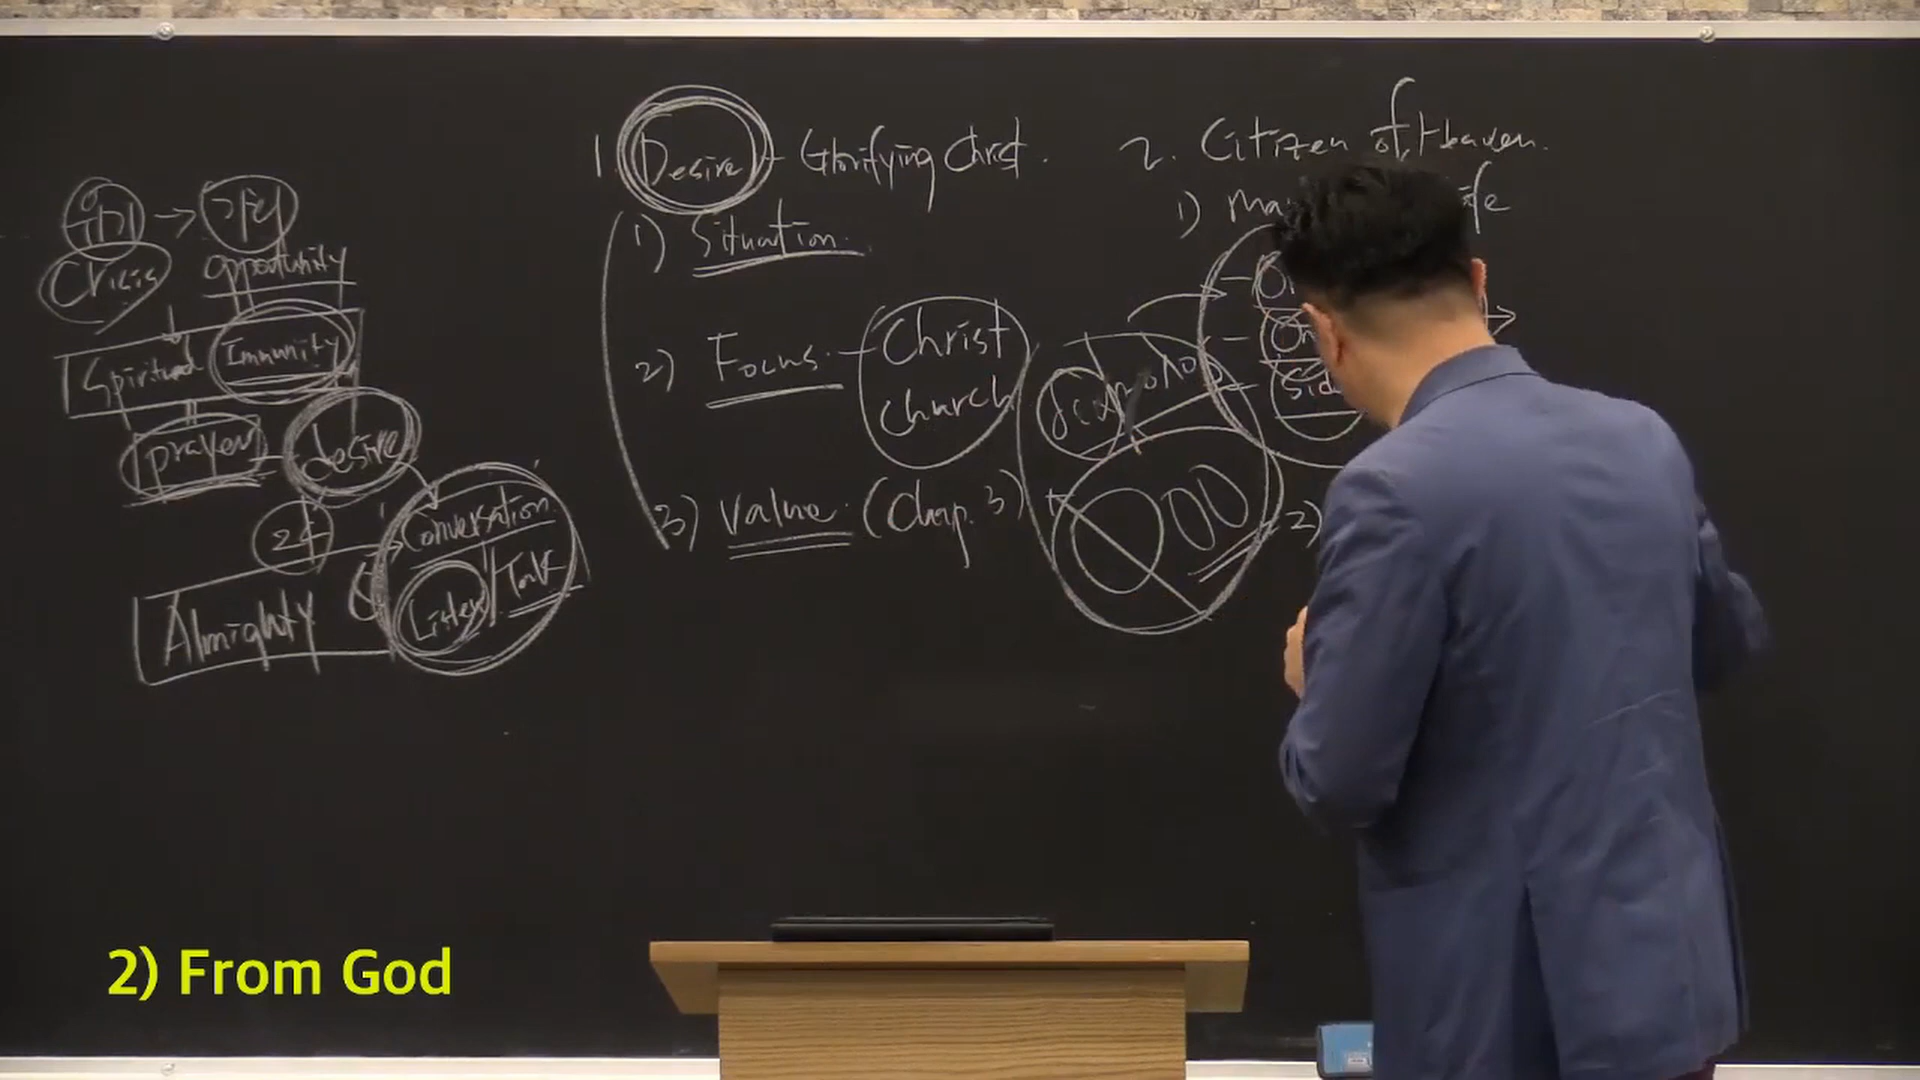 위기 → 기회
Crisis opportunity
Spiritual Immunity
prayer desire
24 Conversation
Almighty Listen / Talk
1. Desire - Glorifying Christ.
1) Situation.
2) Focus. - Christ
church
3) Value. (Chap. 3)
2. Citizen of Heaven.
1)
2)
2) From God